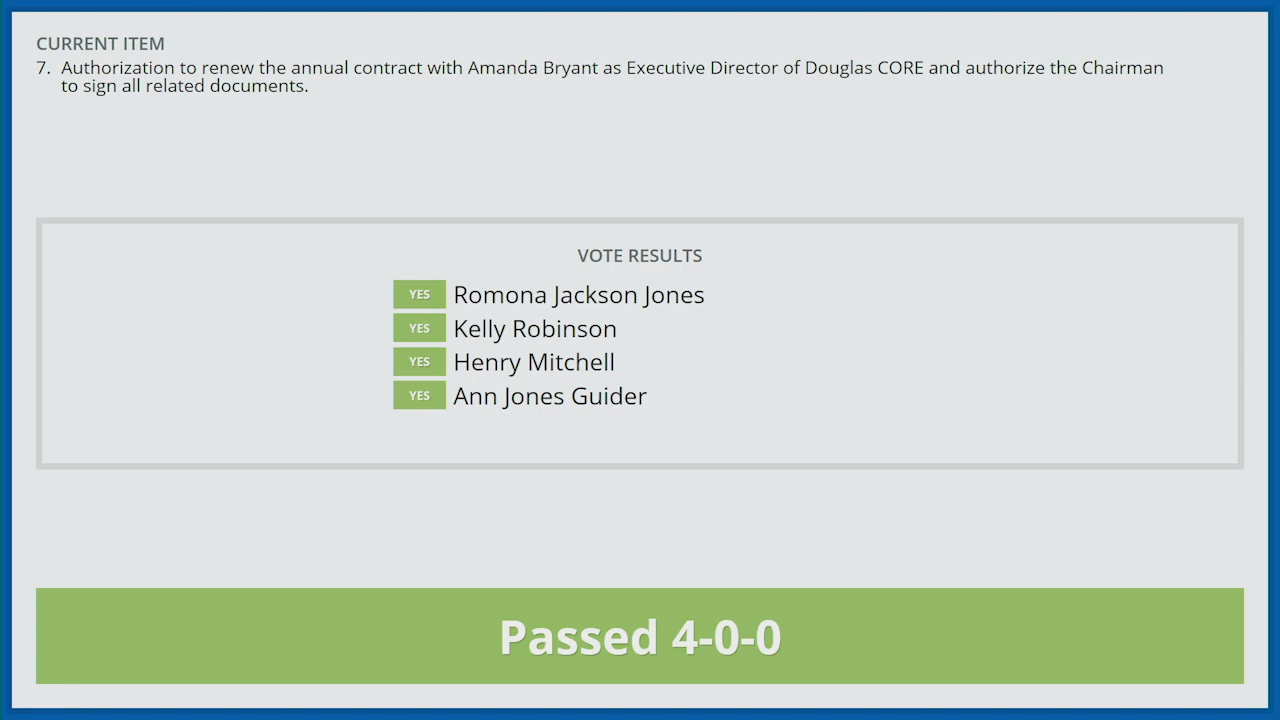 CURRENT ITEM
7. Authorization to renew the annual contract with Amanda Bryant as Executive Director of Douglas CORE and authorize the Chairman
to sign all related documents.
VOTE RESULTS
YES Romona Jackson Jones
YES Kelly Robinson
YES Henry Mitchell
YES Ann Jones Guider
Passed 4-0-0